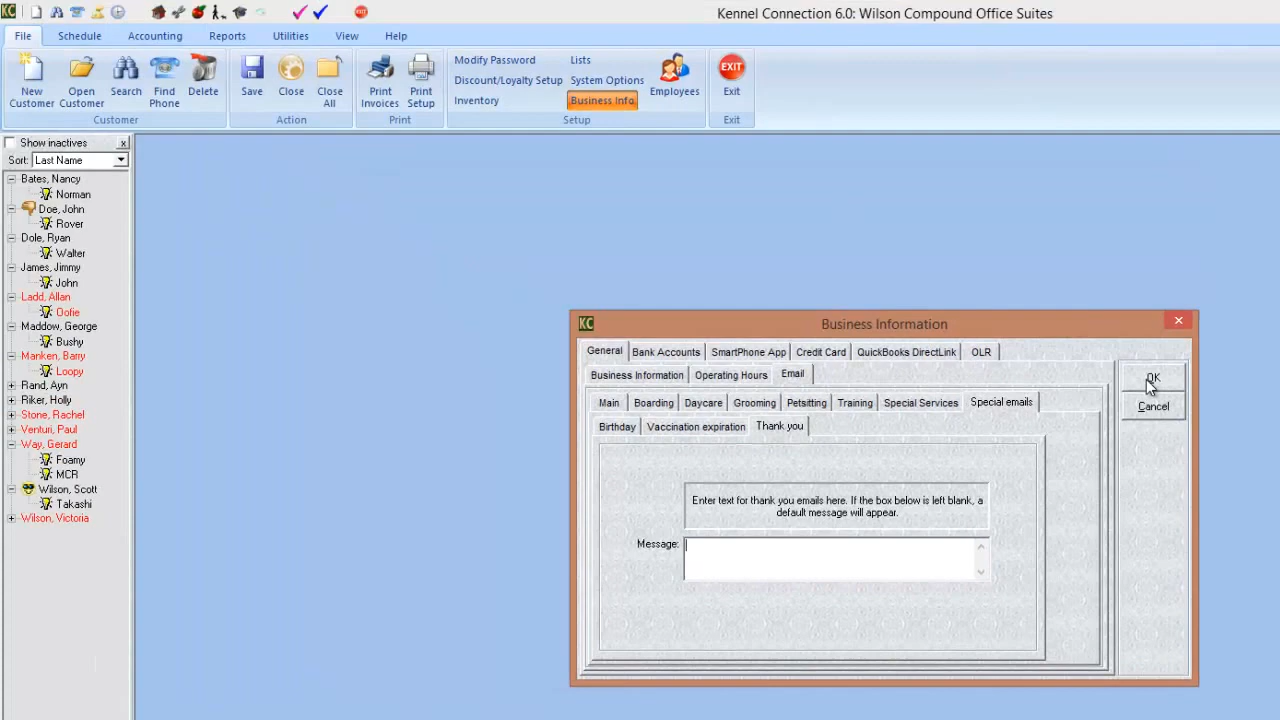 KC
Kennel Connection 6.0: Wilson Compound Office Suites
File Schedule Accounting Reports Utilities View Help
New Customer
Open Customer
Search
Find Phone
Delete
Customer
Save
Close
Close All
Action
Print Invoices
Print Setup
Print
Modify Password
Lists
Discount/Loyalty Setup
System Options
Inventory
Business Info.
Employees
Setup
EXIT
Exit
Exit
Show inactives x
Sort: Last Name
Bates, Nancy
Norman
Doe, John
Rover
Dole, Ryan
Walter
James, Jimmy
John
Ladd, Allan
Oofie
Maddow, George
Bushy
Manken, Barry
Loopy
Rand, Ayn
Riker, Holly
Stone, Rachel
Venturi, Paul
Way, Gerard
Foamy
MCR
Wilson, Scott
Takashi
Wilson, Victoria
KC
Business Information
General Bank Accounts SmartPhone App Credit Card QuickBooks DirectLink OLR
Business Information Operating Hours Email
Main Boarding Daycare Grooming Petsitting Training Special Services Special emails
Birthday Vaccination expiration Thank you
Enter text for thank you emails here. If the box below is left blank, a
default message will appear.
Message:
OK
Cancel